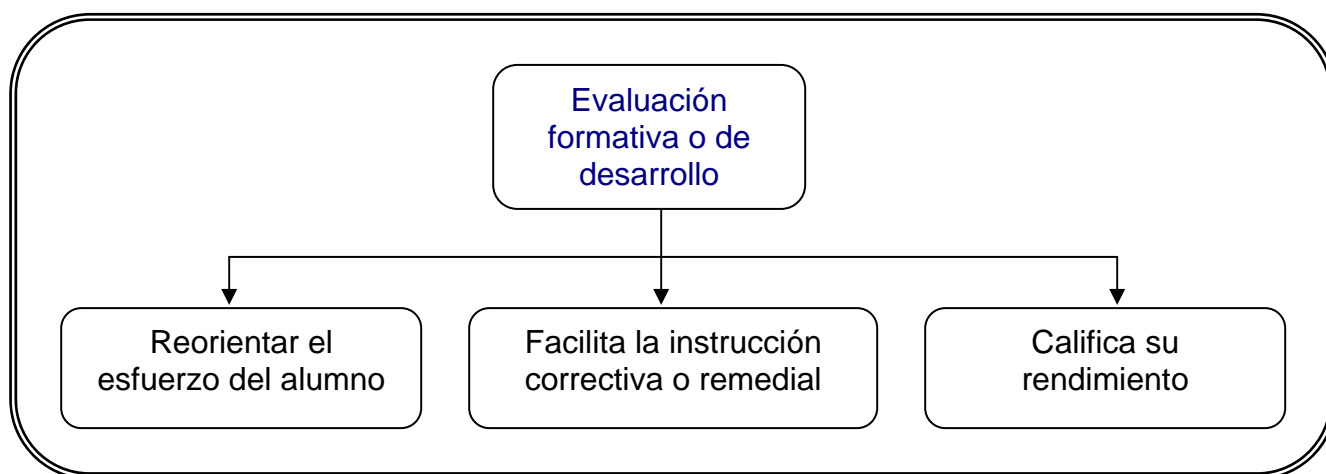 Evaluación
formativa o de
desarrollo
Reorientar el
esfuerzo del alumno
Facilita la instrucción
correctiva o remedial
Califica su
rendimiento